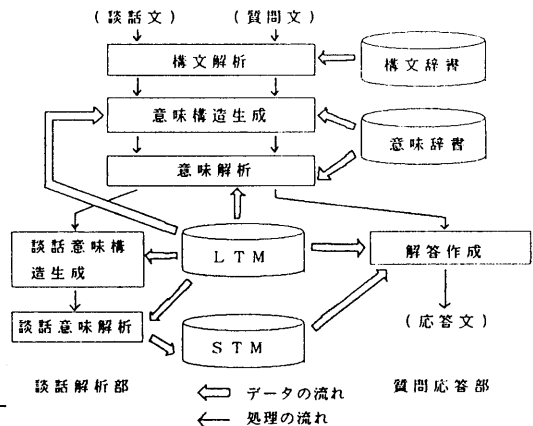 (談話文) (質問文)
構文解析
構文辞書
意味構造生成
意味辞書
意味解析
談話意味構
造生成
LTM
解答作成
談話意味解析
STM
(応答文)
談話解析部
データの流れ
質問応答部
処理の流れ